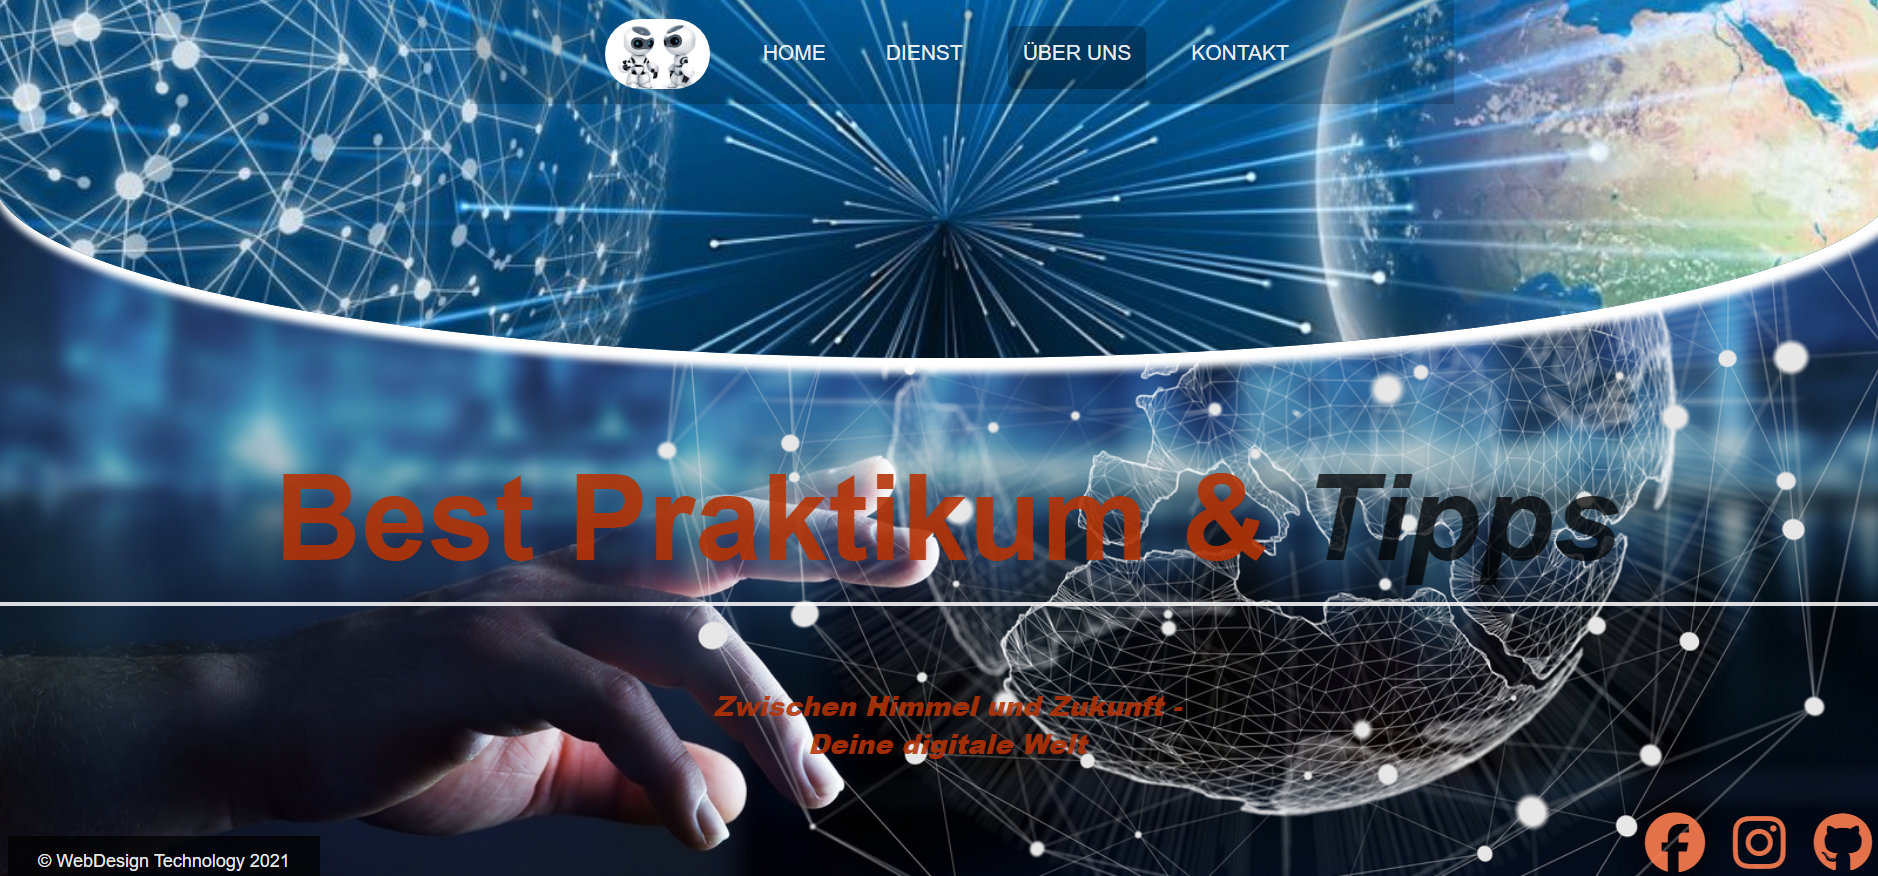 HOME DIENST ÜBER UNS KONTAKT
Best Praktikum & Tipps
Zwischen Himmel und Zukunft -
Deine digitale Welt
© WebDesign Technology 2021